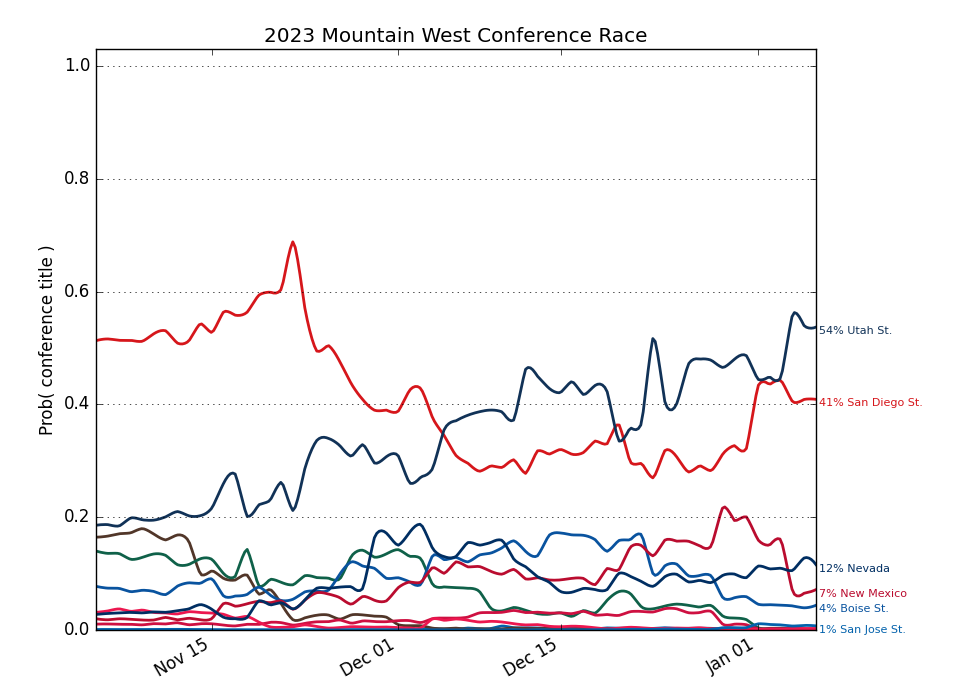 2023 Mountain West Conference Race
Prob( conference title )
1.0
0.8
0.6
0.4
0.2
0.0
54% Utah St.
41% San Diego St.
12% Nevada
7% New Mexico
4% Boise St.
1% San Jose St.
Nov 15
Dec 01
Dec 15
Jan 01